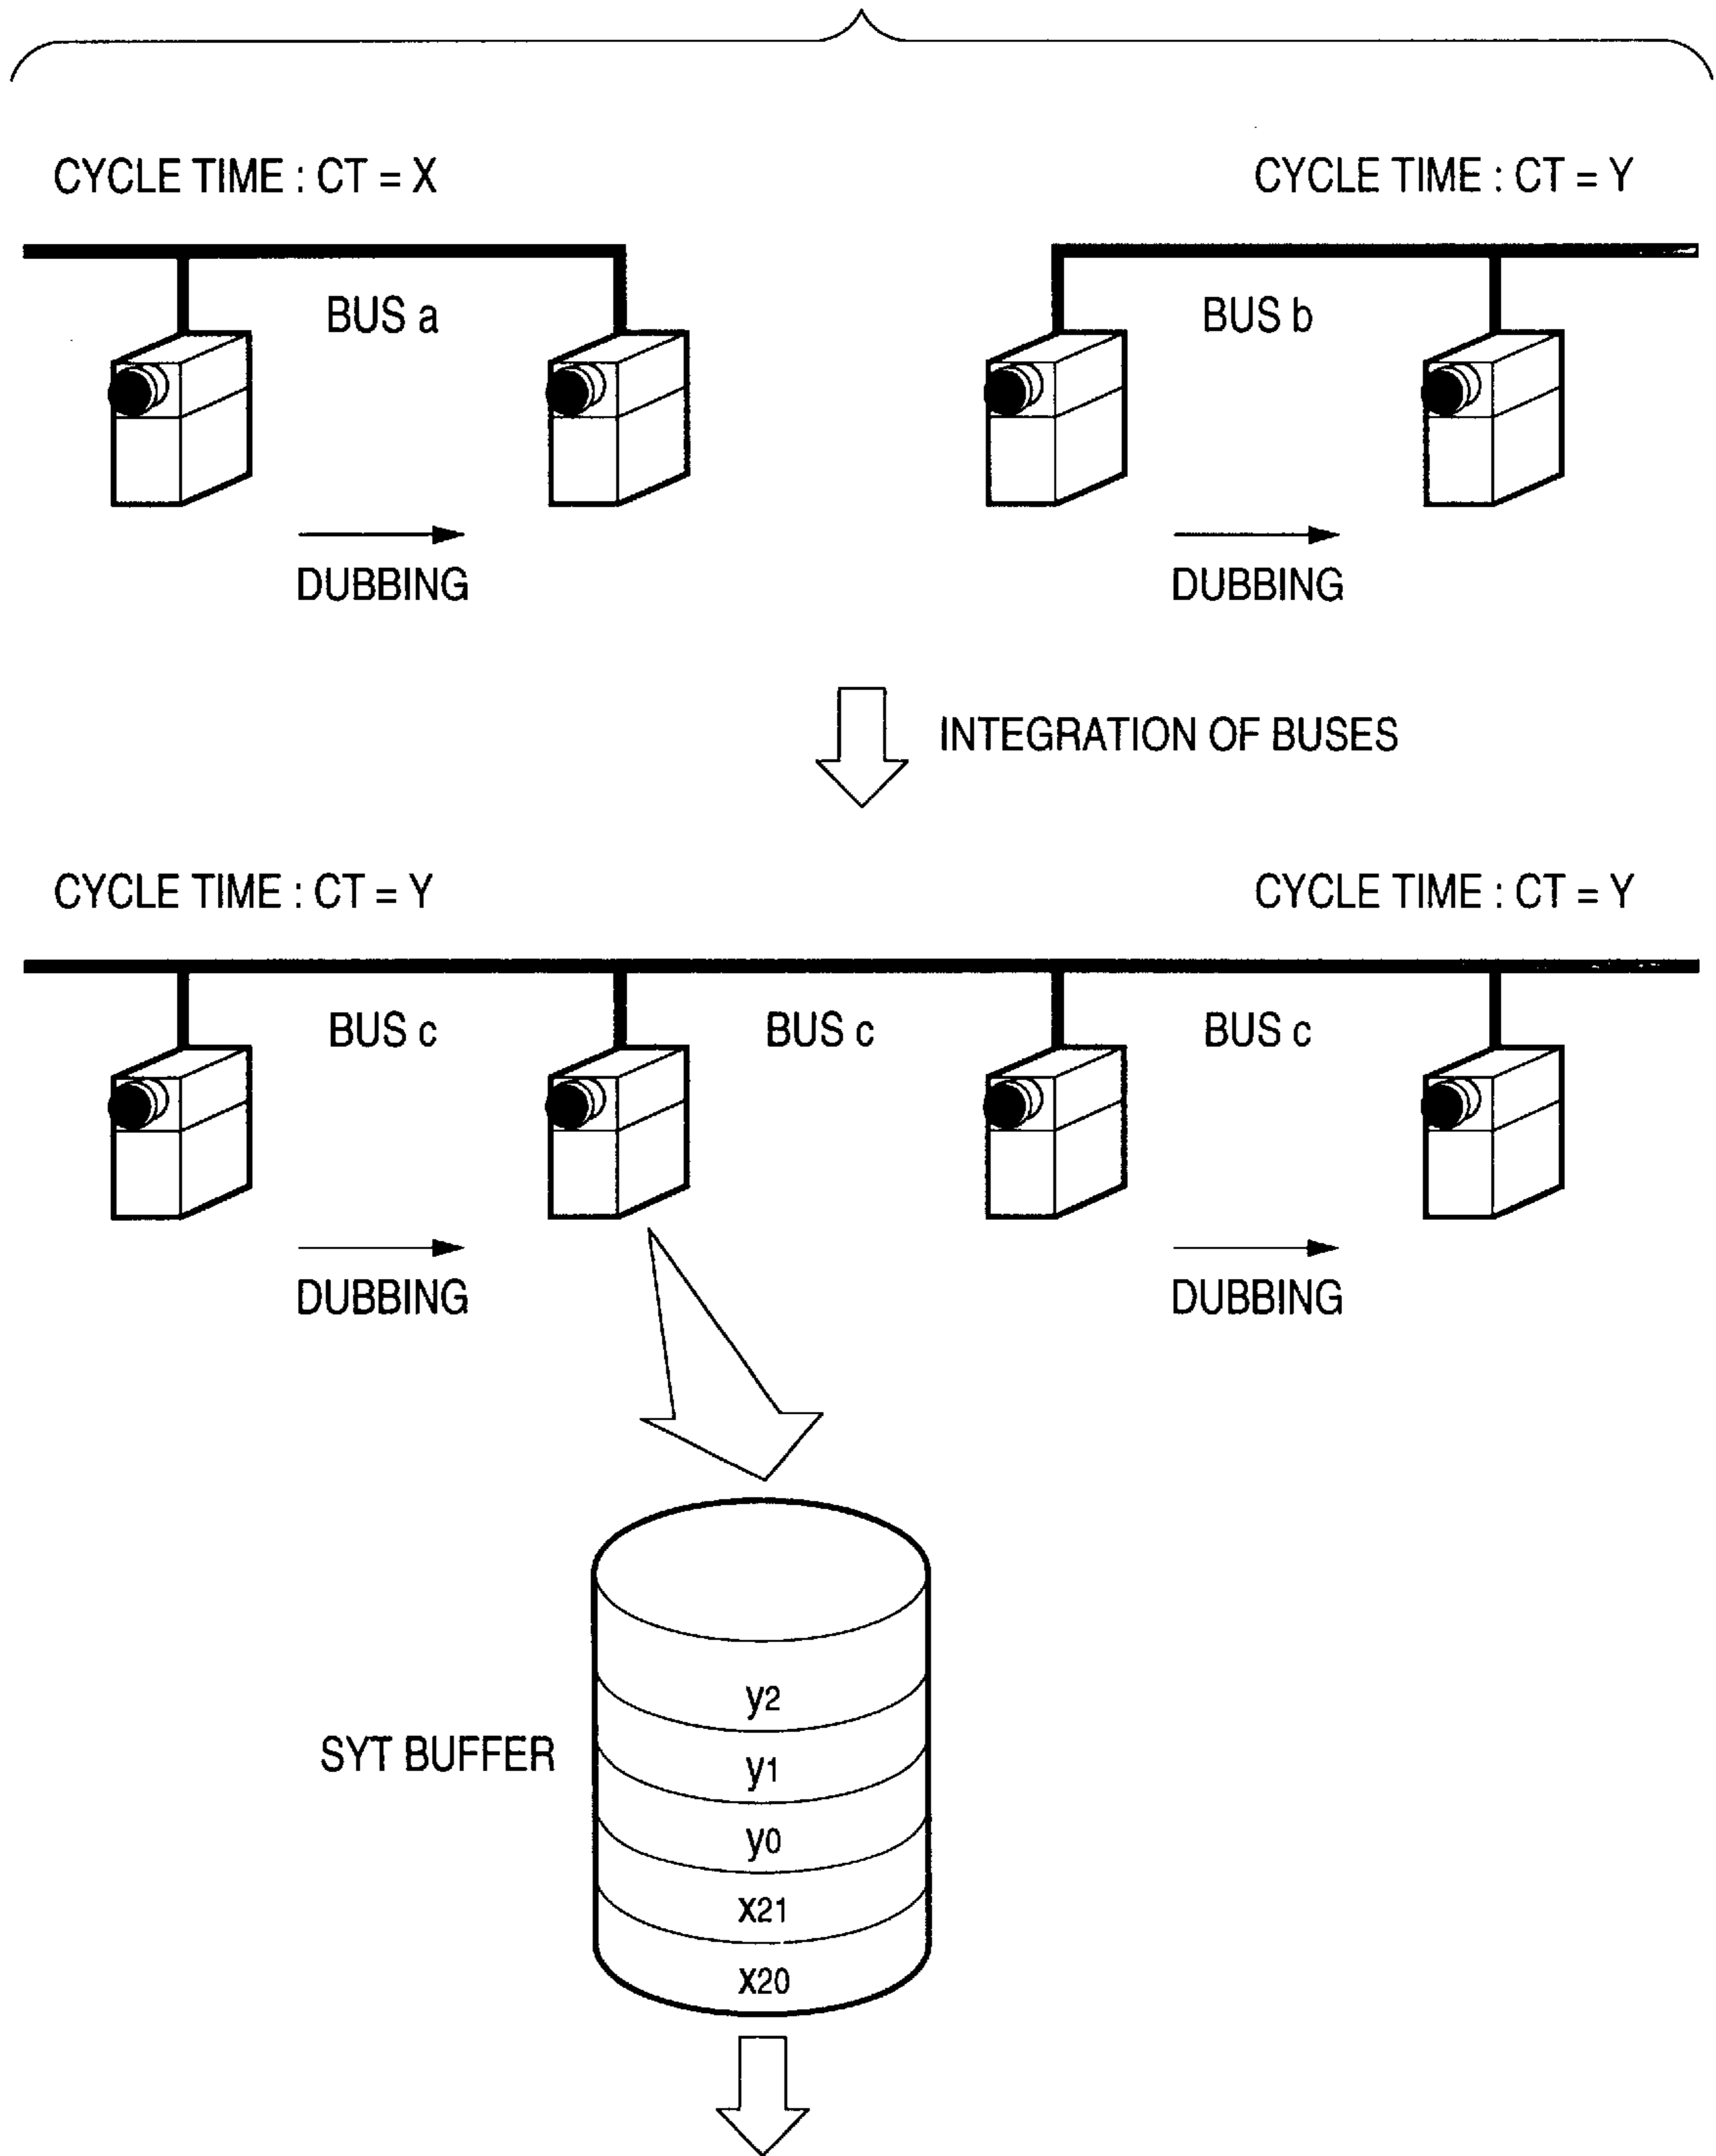 CYCLE TIME : CT = X
CYCLE TIME : CT = Y
BUS a
BUS b
DUBBING
DUBBING
INTEGRATION OF BUSES
CYCLE TIME : CT = Y
CYCLE TIME : CT = Y
BUS c
BUS c
BUS c
DUBBING
DUBBING
SYT BUFFER
y2
y1
y0
x21
x20